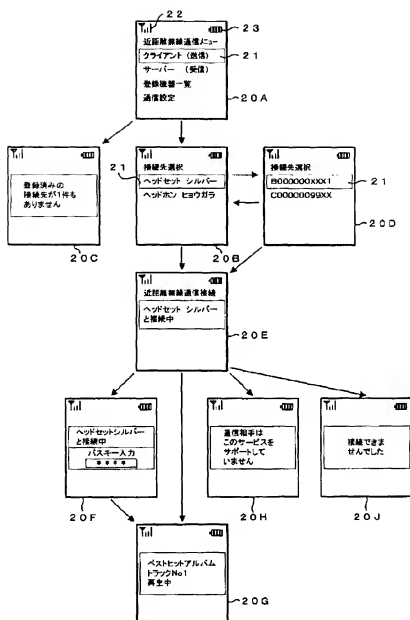 22
23
近距離無線通信メニュー
クライアント（送信）
21
サーバー （受信）
登録機器一覧
通信設定
20A
登録済みの
接続先が1件も
ありません
20C
21
接続先選択
ヘッドセット シルバー
ヘッドホン ヒョウガラ
20B
接続先選択
B000000XXX1
21
C00000099XX
20D
近距離無線通信接続
ヘッドセット シルバー
と接続中
20E
ヘッドセットシルバー
と接続中
パスキー入力
＊＊＊＊
20F
通信相手は
このサービスを
サポートして
いません
20H
接続できま
せんでした
20J
ベストヒットアルバム
トラックNo1
再生中
20G